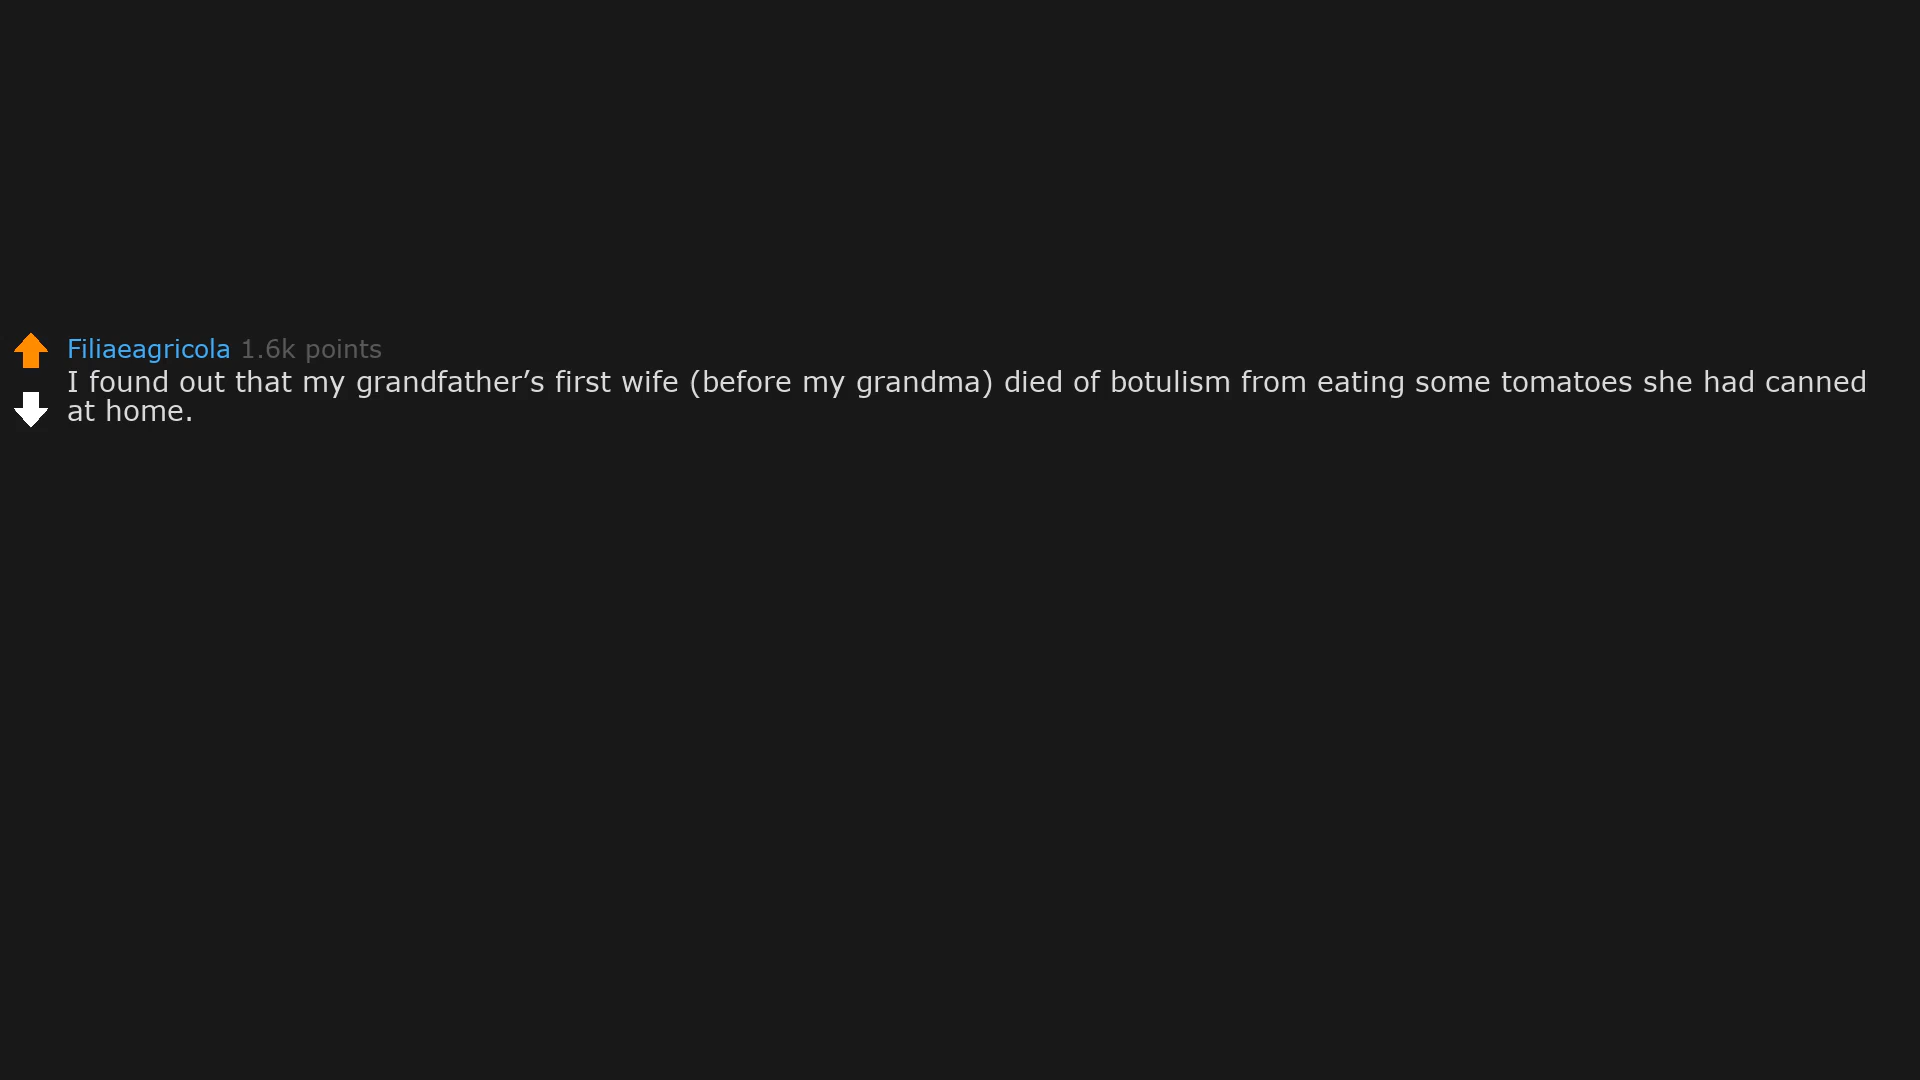 Filiaeagricola 1.6k points
I found out that my grandfather’s first wife (before my grandma) died of botulism from eating some tomatoes she had canned
at home.